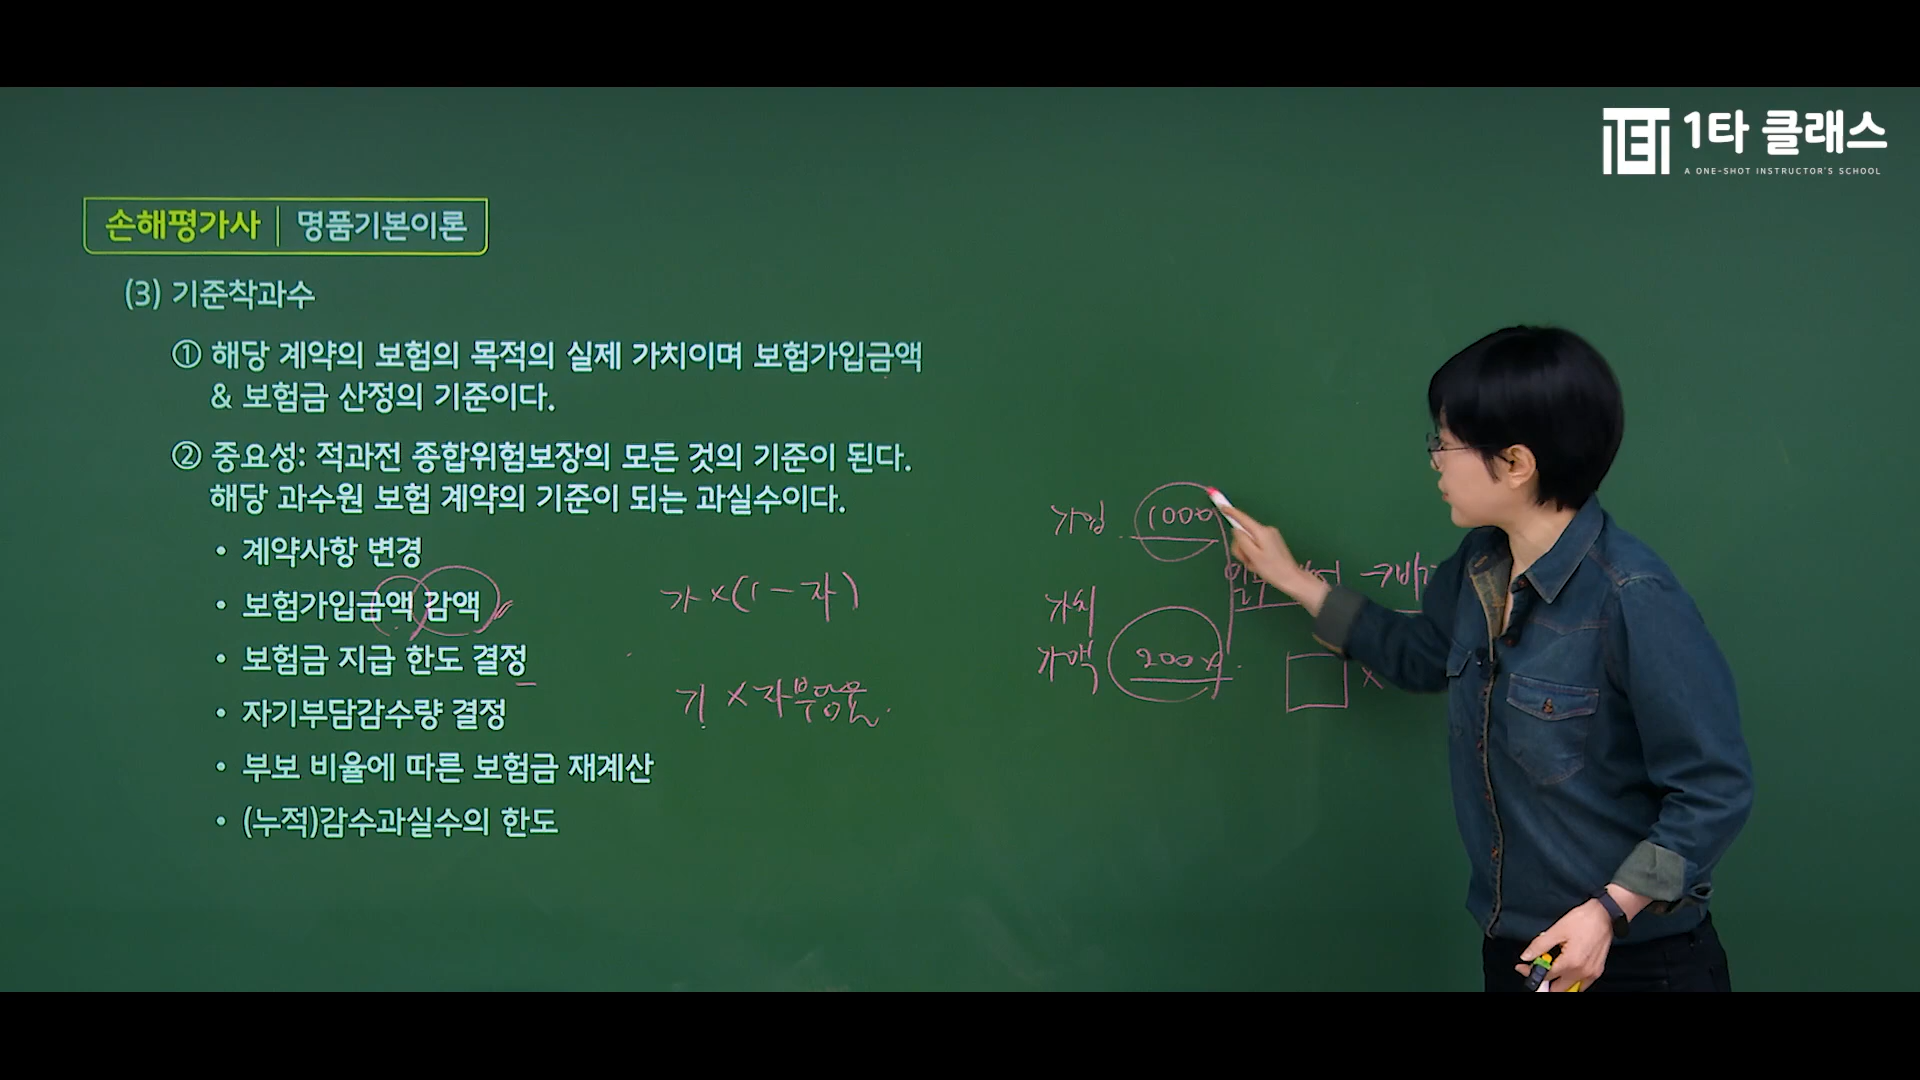 1타 클래스
A ONE-SHOT INSTRUCTOR'S SCHOOL
손해평가사 | 명품기본이론
(3) 기준착과수
① 해당 계약의 보험의 목적의 실제 가치이며 보험가입금액
& 보험금 산정의 기준이다.
② 중요성: 적과전 종합위험보장의 모든 것의 기준이 된다.
해당 과수원 보험 계약의 기준이 되는 과실수이다.
• 계약사항 변경
• 보험가입금액 감액
• 보험금 지급 한도 결정
• 자기부담감수량 결정
• 부보 비율에 따른 보험금 재계산
• (누적)감수과실수의 한도
가×(1-자)
기×자부담율.
가입 1000
가치
가액 2000